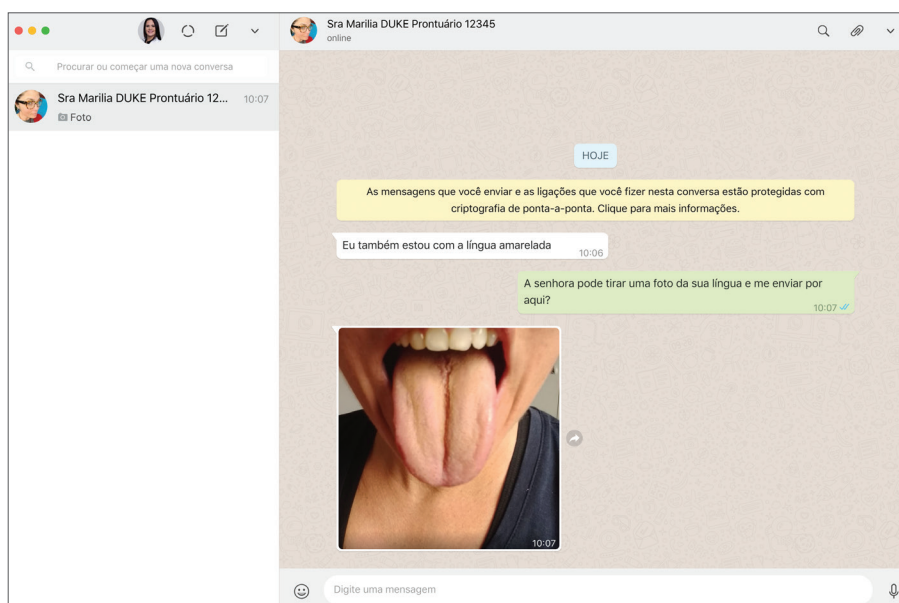 Sra Marilia DUKE Prontuário 12345
online
Procurar ou começar uma nova conversa
Sra Marilia DUKE Prontuário 12... 10:07
Foto
HOJE
As mensagens que você enviar e as ligações que você fizer nesta conversa estão protegidas com
criptografia de ponta-a-ponta. Clique para mais informações.
Eu também estou com a língua amarelada
10:06
A senhora pode tirar uma foto da sua língua e me enviar por
aqui?
10:07
10:07
Digite uma mensagem